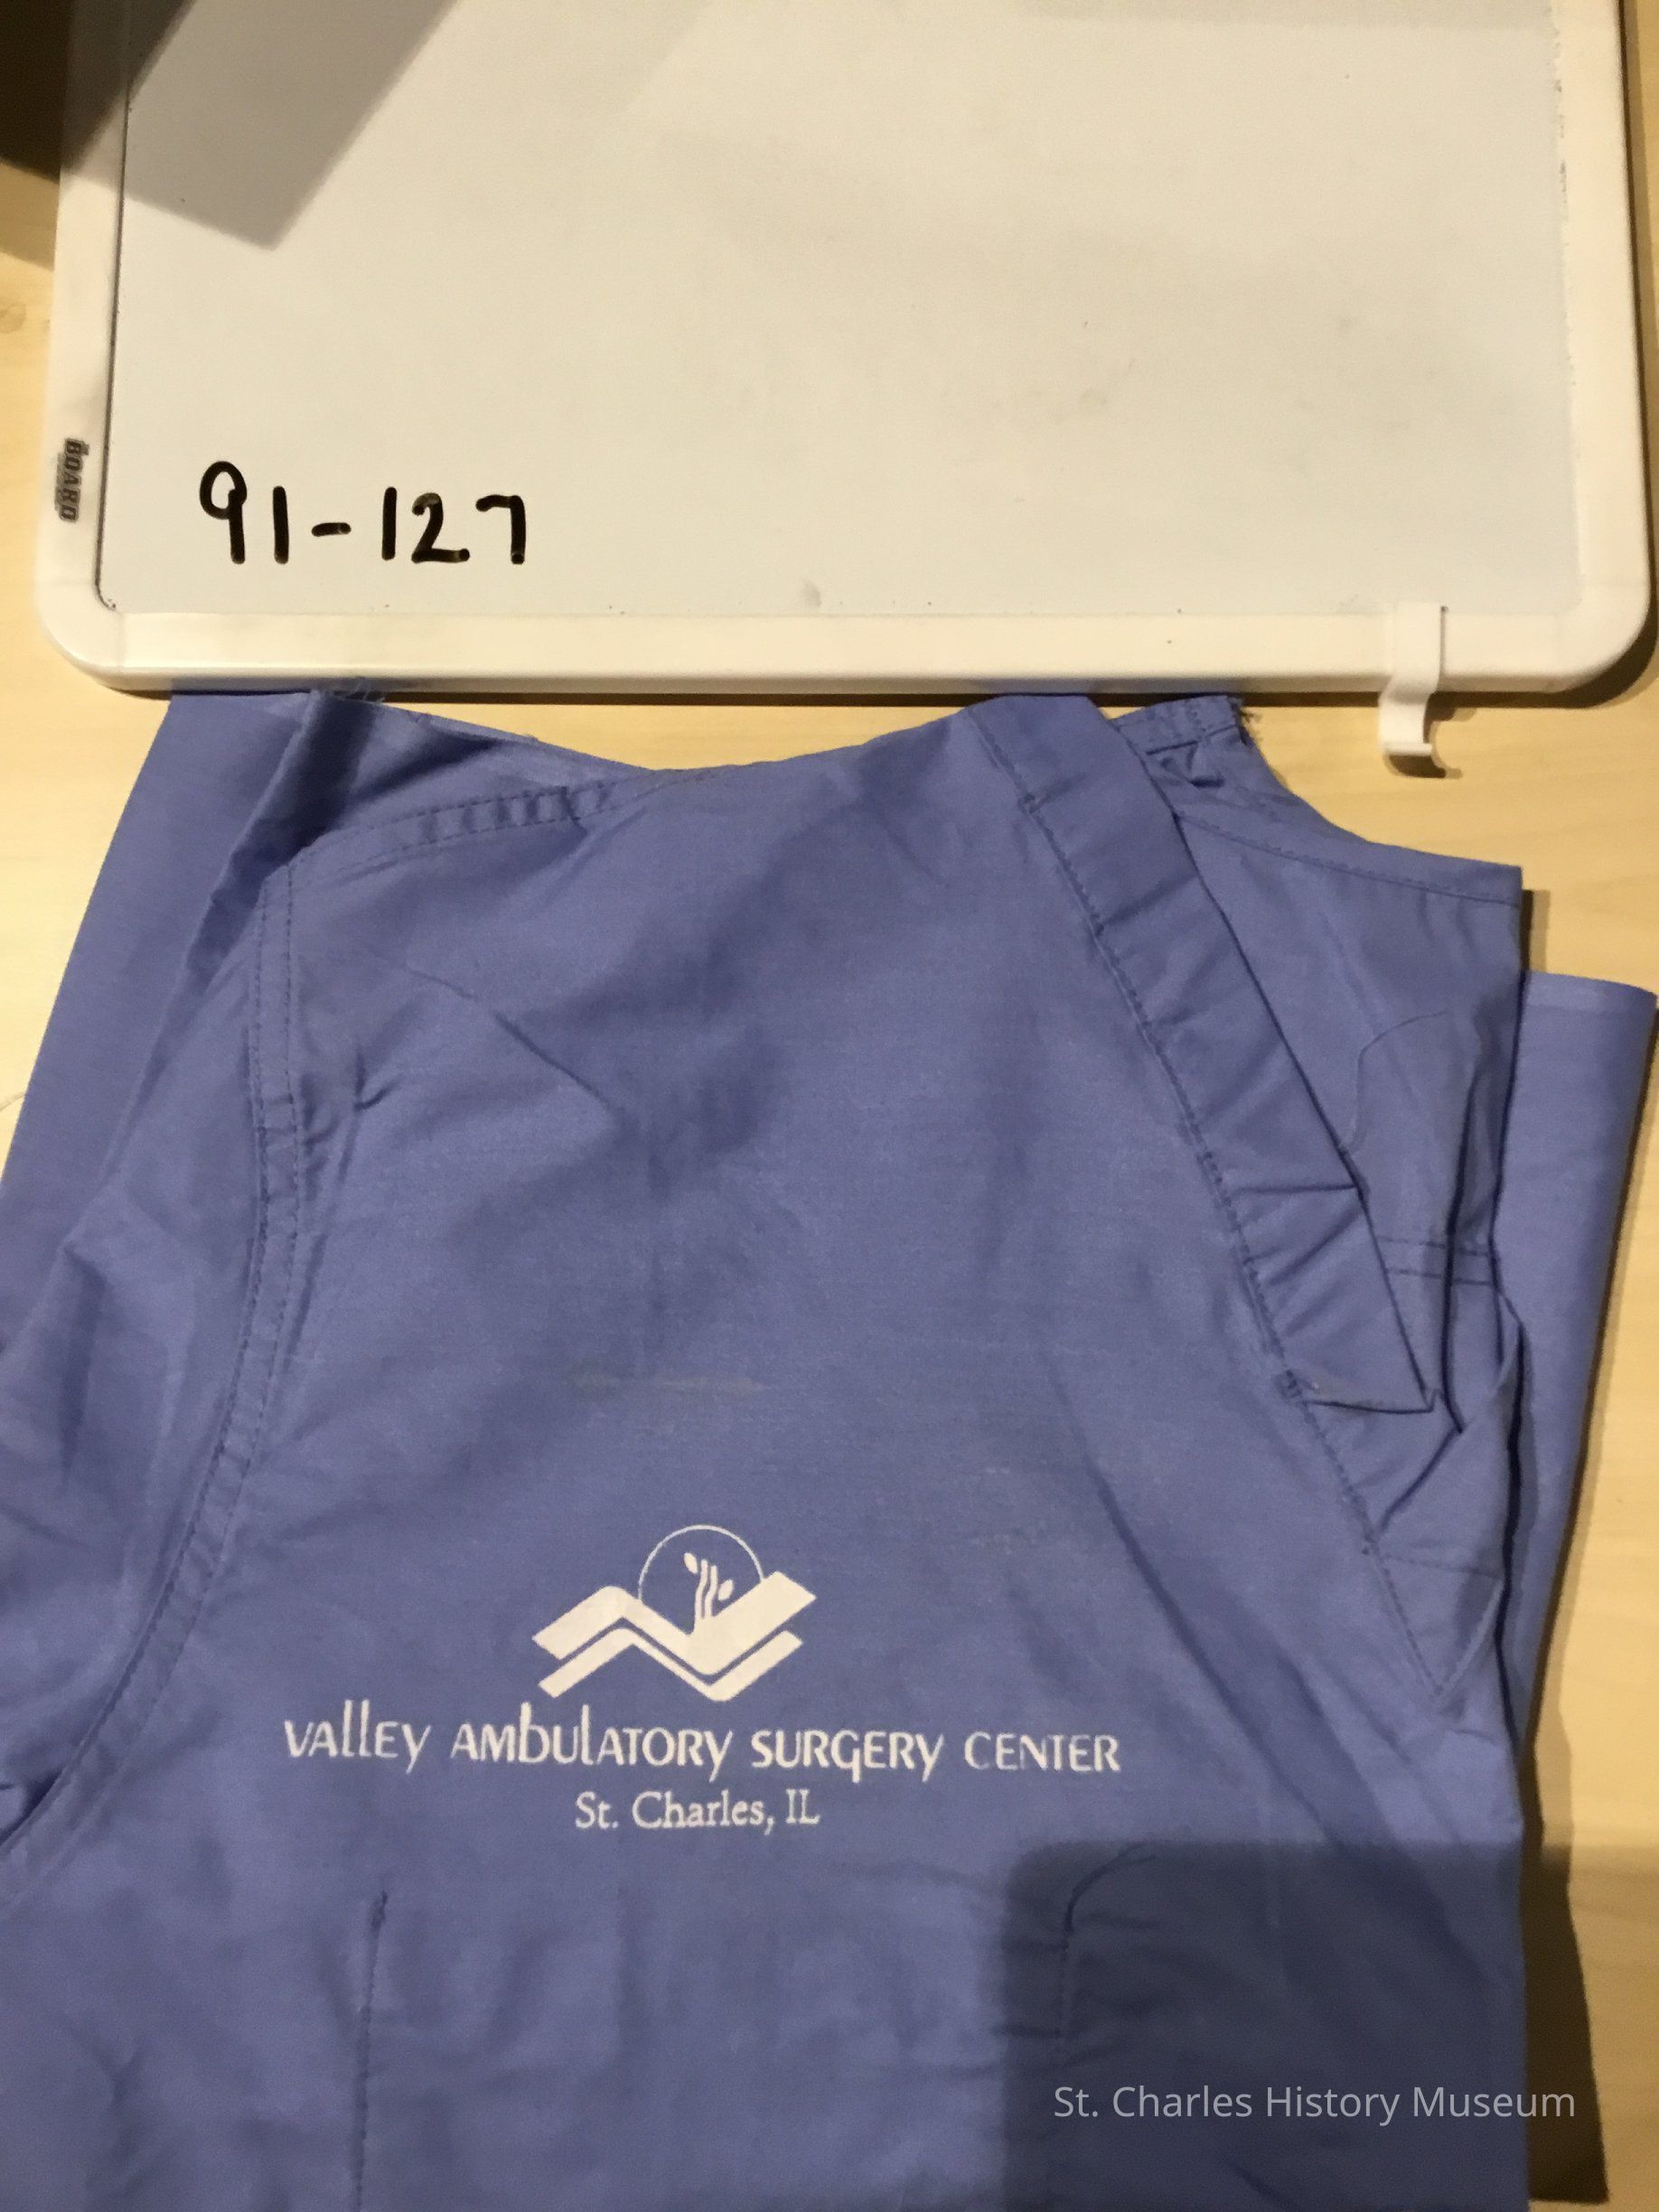 BOARD
91-127
VAllEy AMbulATORy SURGERy CENTER
St. Charles, IL
St. Charles History Museum